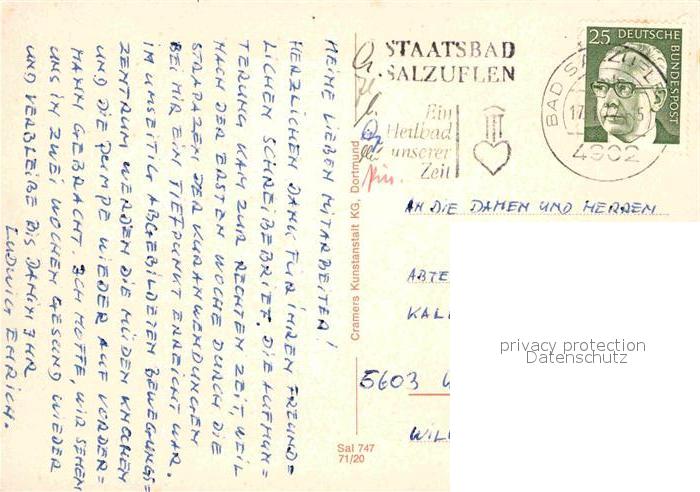 MEINE LIEBEN MITARBEITER!
HERZLICHEN DANK FÜR IHREN FREUND=
LICHEN SCHREIBEBRIEF. DIE AUFMUN=
TERUNG KAM ZUR RECHTEN ZEIT, WEIL
NACH DER ERSTEN WOCHE DURCH DIE
STRAPAZEN DER KURANWENDUNGEN
BEI MIR EIN TIEFPUNKT ERREICHT WAR.
IM UMSEITIG ABGEBILDETEN BEWEGUNGS=
ZENTRUM WERDEN DIE MÜDEN KNOCHEN
UND DIE PUMPE WIEDER AUF VORDER=
MANN GEBRACHT. ICH HOFFE, WIR SEHEN
UNS IN ZWEI WOCHEN GESUND WIEDER
UND VERBLEIBE BIS DAHIN IHR
LUDWIG EHRICH.
Cramers Kunstanstalt KG, Dortmund
Sal 747
71/20
STAATSBAD
SALZUFLEN
Ein
Heilbad
unserer
Zeit
BAD SALZUFLEN
17.
4902
25 DEUTSCHE
BUNDESPOST
AN DIE DAMEN UND HERREN
ABTE
KAL
5603 W
WIL
privacy protection
Datenschutz